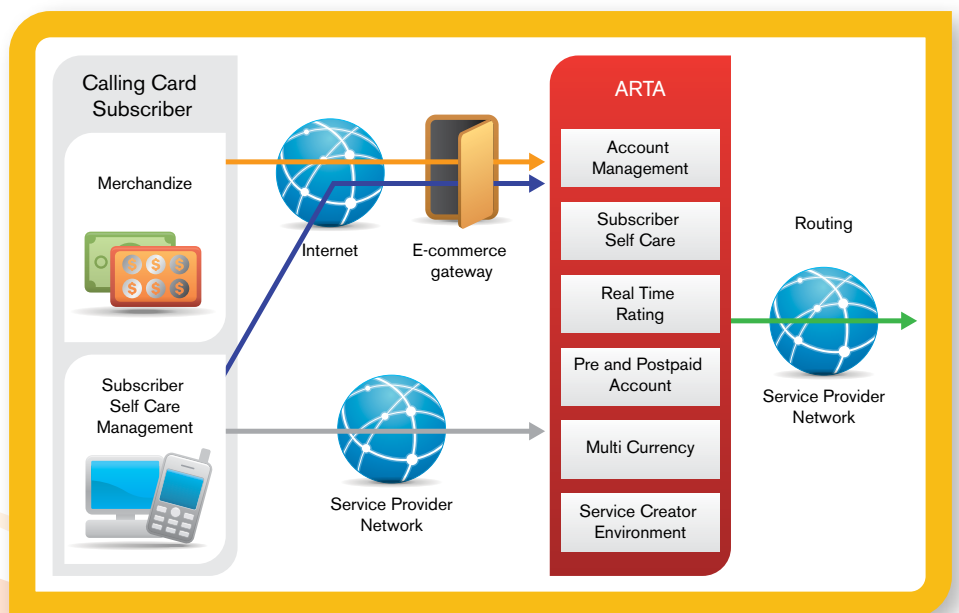 Calling Card
Subscriber
Merchandize
Subscriber
Self Care
Management
Internet
E-commerce
gateway
Service Provider
Network
ARTA
Account
Management
Subscriber
Self Care
Real Time
Rating
Pre and Postpaid
Account
Multi Currency
Service Creator
Environment
Routing
Service Provider
Network